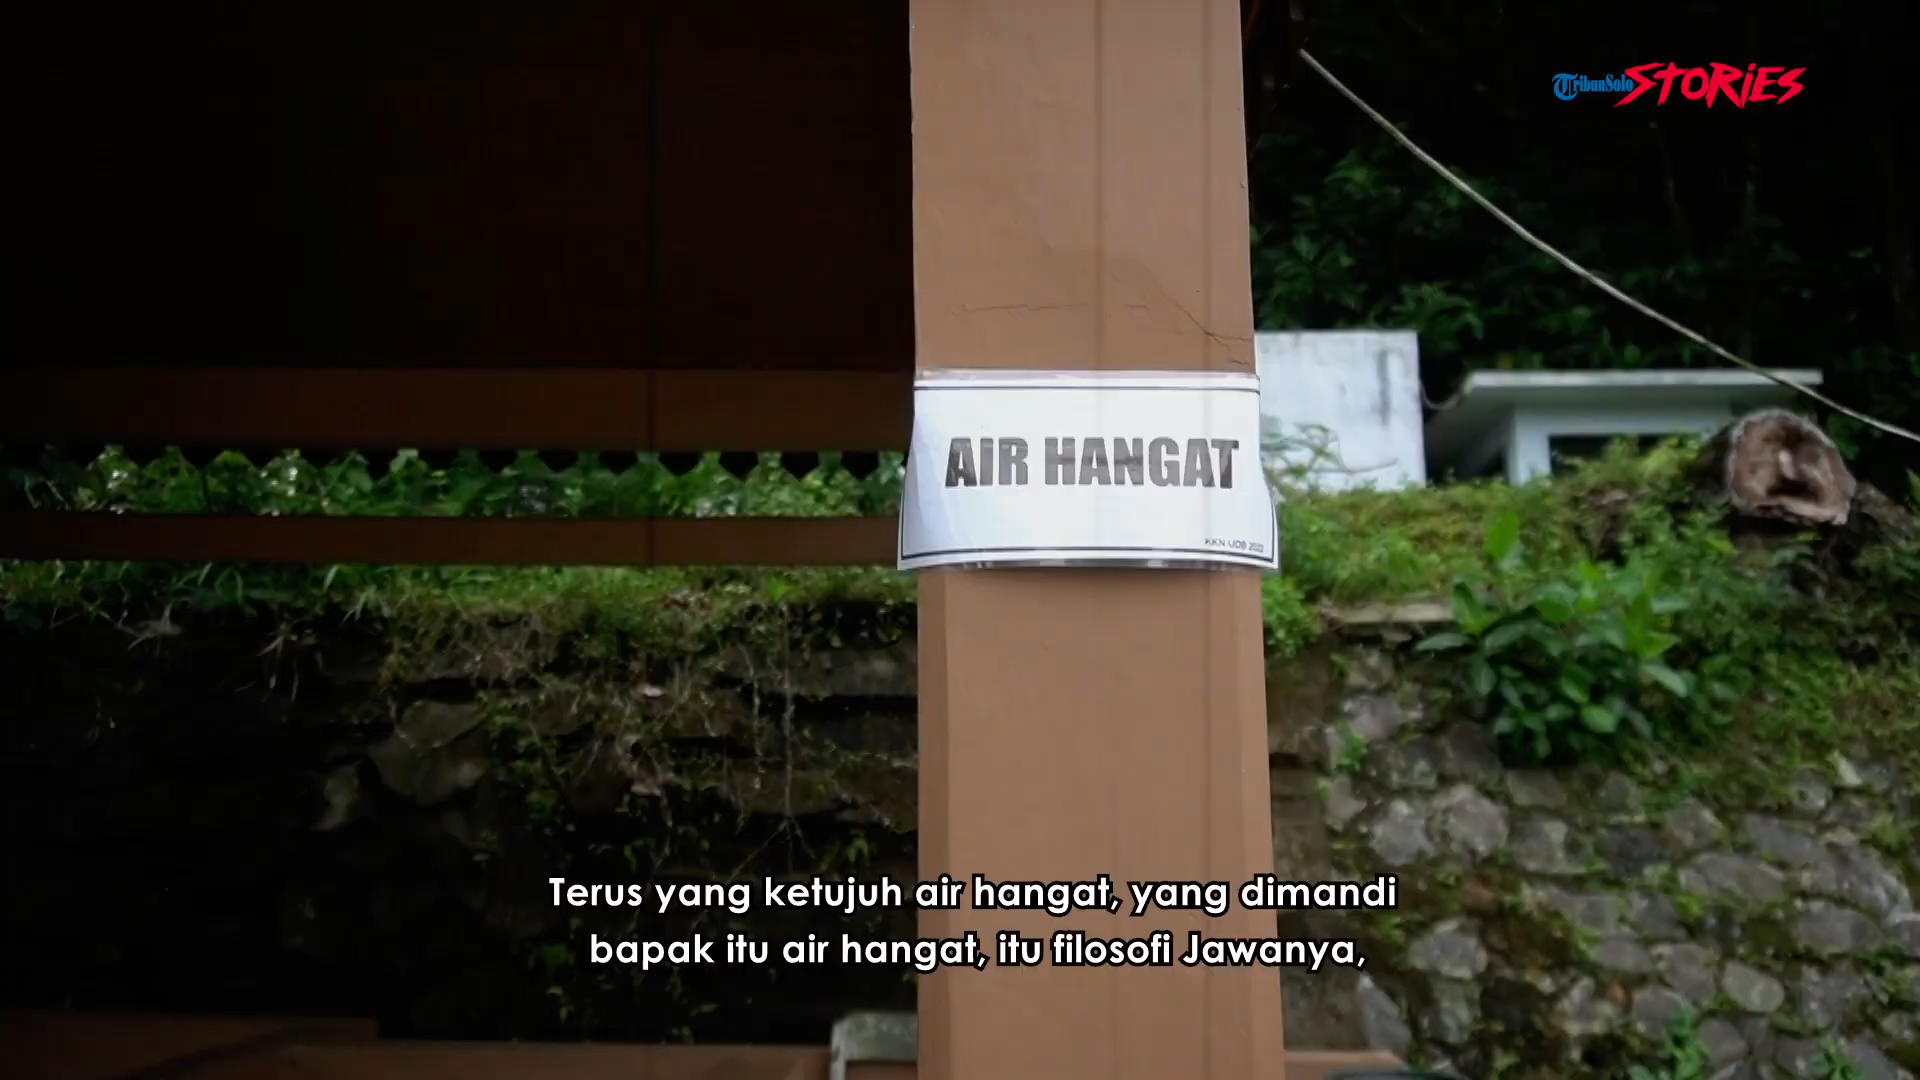 TribunSolo STORIES
AIR HANGAT
KKN UDB 2022
Terus yang ketujuh air hangat, yang dimandi
bapak itu air hangat, itu filosofi Jawanya,